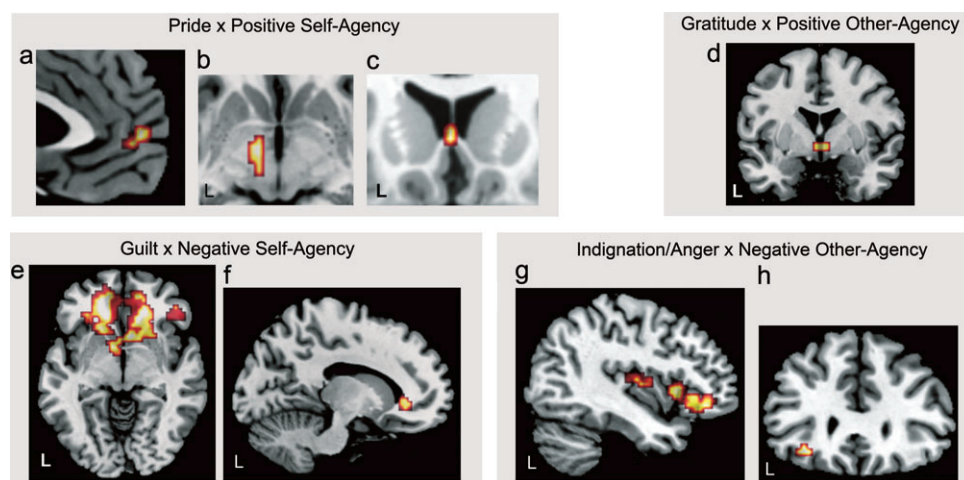 Pride x Positive Self-Agency
a
b
c
L
L
Gratitude x Positive Other-Agency
d
L
Guilt x Negative Self-Agency
e
f
L
L
Indignation/Anger x Negative Other-Agency
g
h
L
L